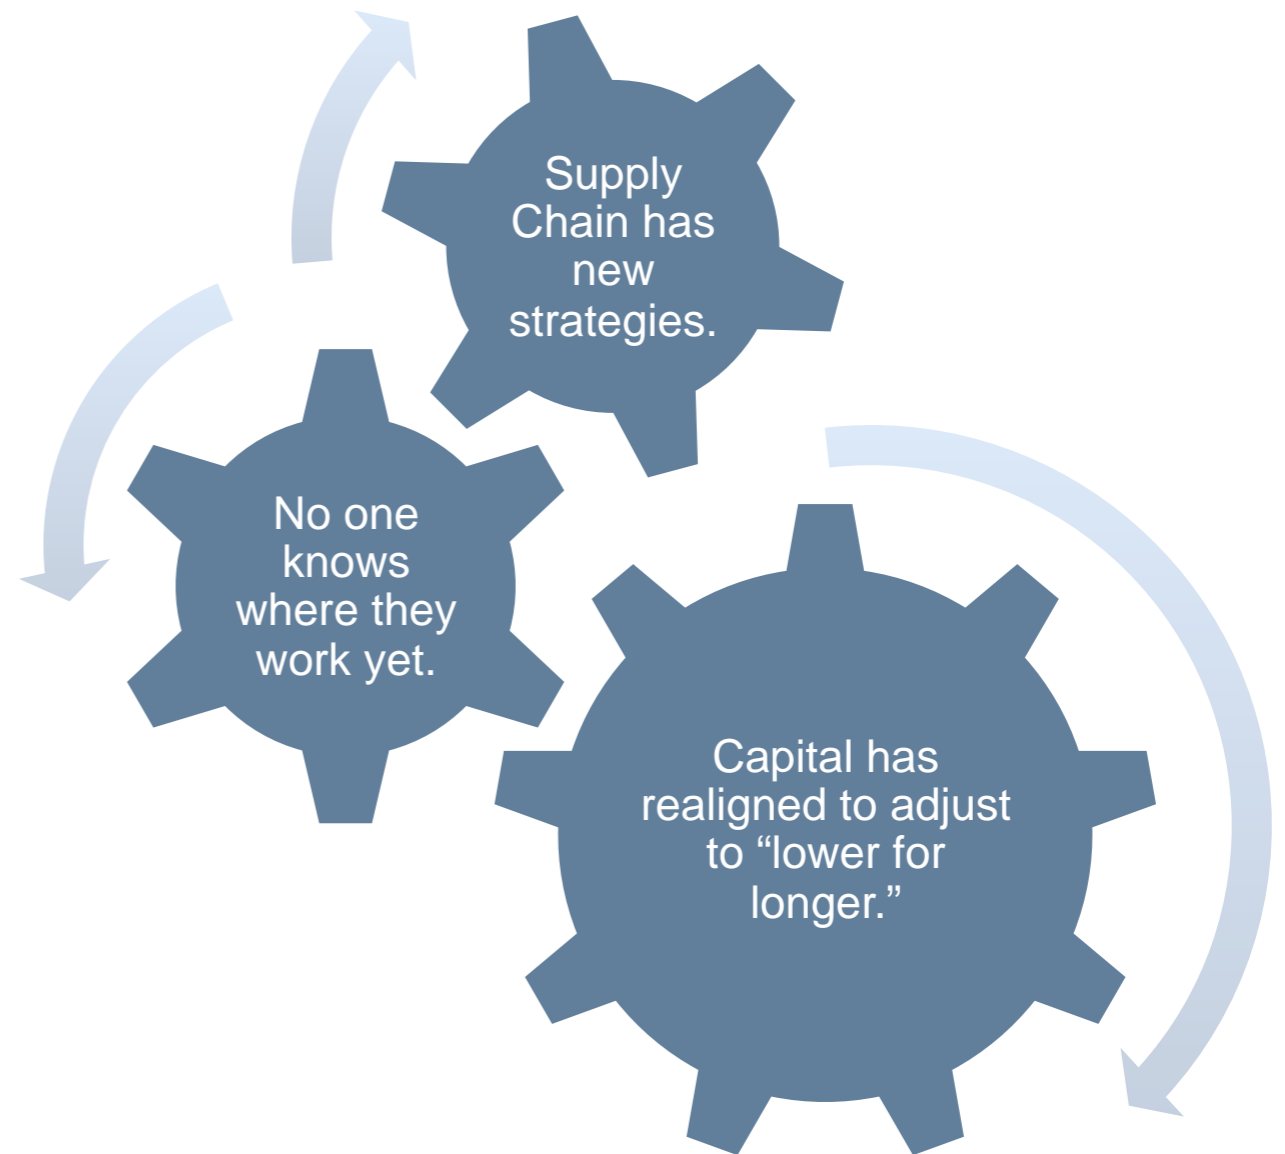 Supply
Chain has
new
strategies.
No one
knows
where they
work yet.
Capital has
realigned to adjust
to “lower for
longer.”